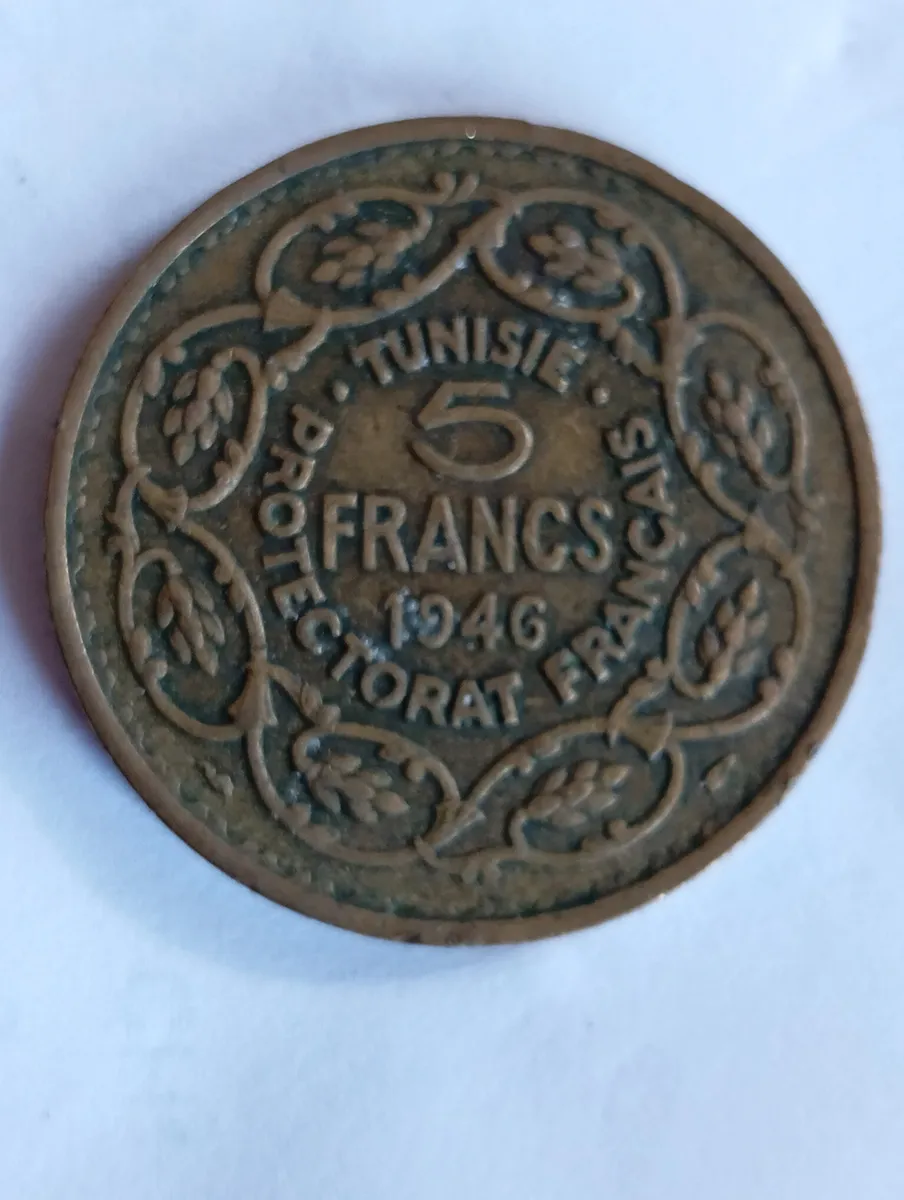 TUNISIE
5
FRANCS
1946
PROTECTORAT FRANÇAIS